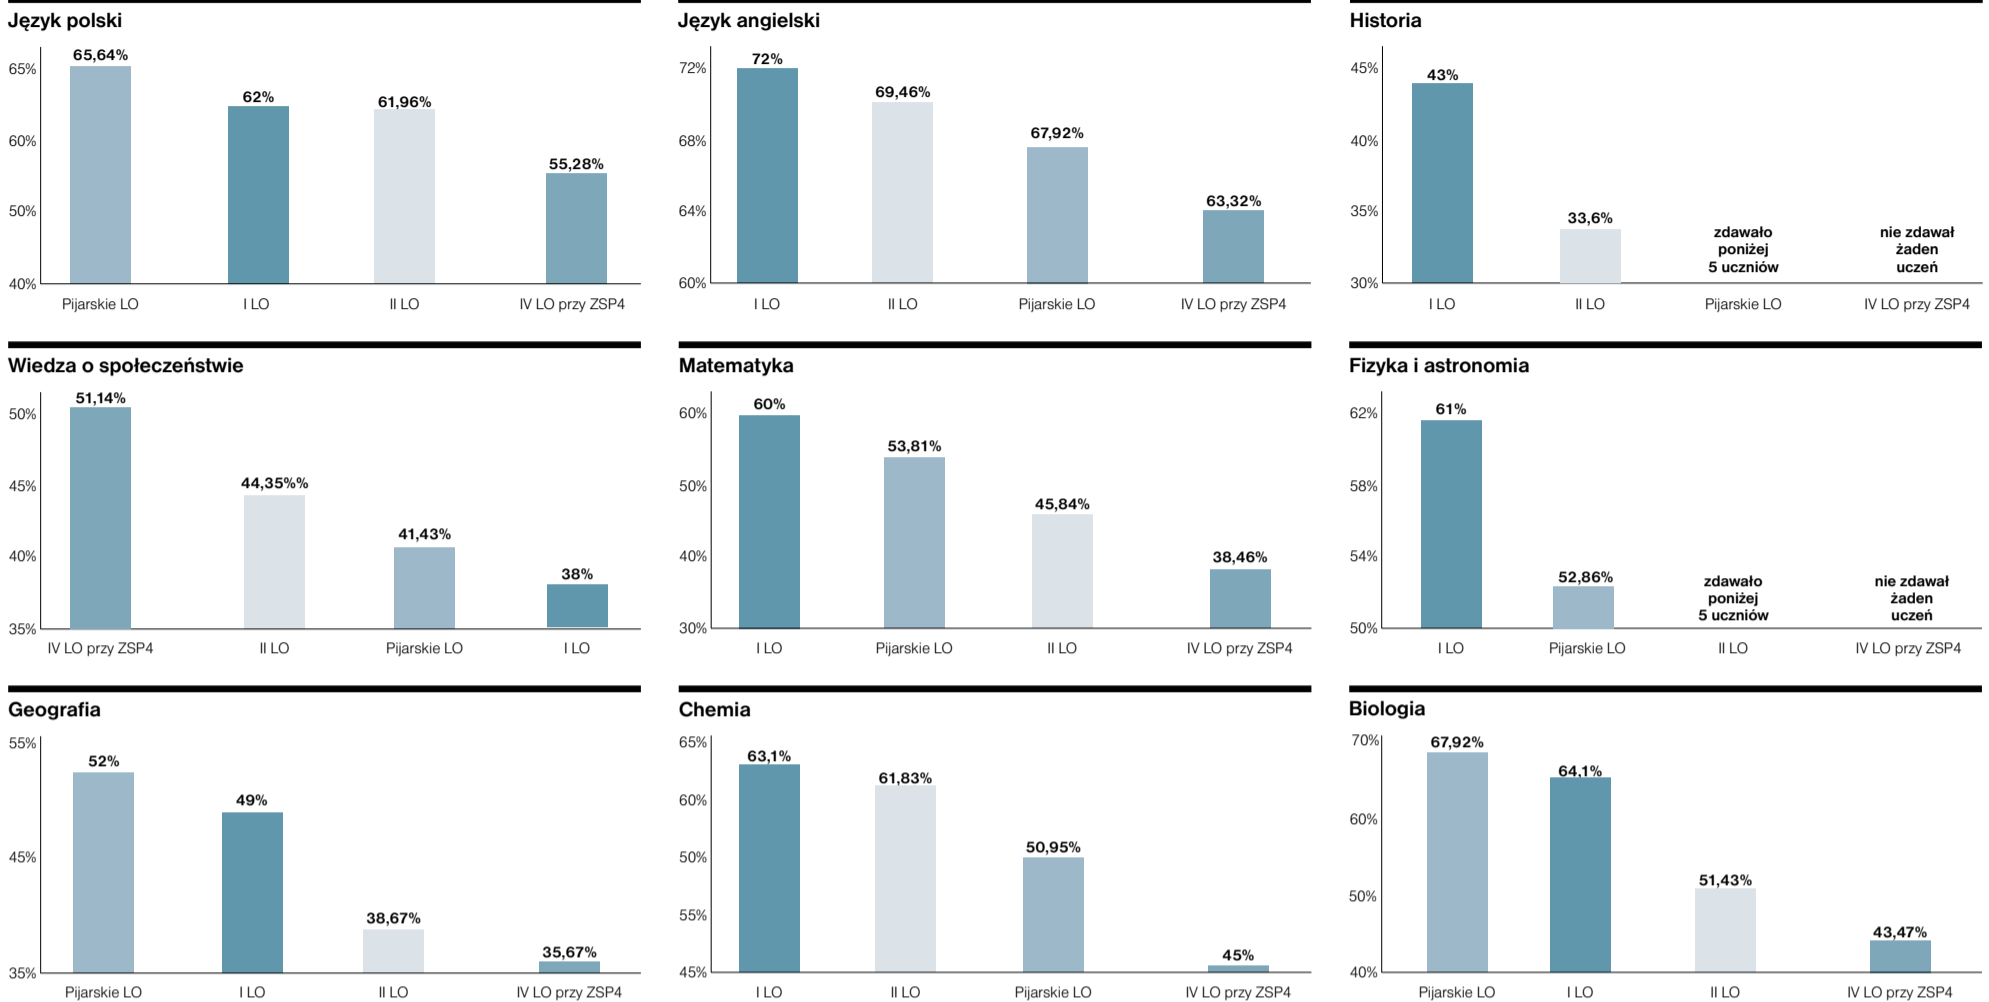 Język polski
65%
60%
50%
40%
65,64%
62%
61,96%
55,28%
Pijarskie LO
I LO
II LO
IV LO przy ZSP4
Język angielski
72%
68%
64%
60%
72%
69,46%
67,92%
63,32%
I LO
II LO
Pijarskie LO
IV LO przy ZSP4
Historia
45%
40%
35%
30%
43%
33,6%
zdawało
poniżej
5 uczniów
nie zdawał
żaden
uczeń
I LO
II LO
Pijarskie LO
IV LO przy ZSP4
Wiedza o społeczeństwie
50%
45%
40%
35%
51,14%
44,35%%
41,43%
38%
IV LO przy ZSP4
II LO
Pijarskie LO
I LO
Matematyka
60%
50%
40%
30%
60%
53,81%
45,84%
38,46%
I LO
Pijarskie LO
II LO
IV LO przy ZSP4
Fizyka i astronomia
62%
58%
54%
50%
61%
52,86%
zdawało
poniżej
5 uczniów
nie zdawał
żaden
uczeń
I LO
Pijarskie LO
II LO
IV LO przy ZSP4
Geografia
55%
45%
35%
52%
49%
38,67%
35,67%
Pijarskie LO
I LO
II LO
IV LO przy ZSP4
Chemia
65%
60%
50%
55%
45%
63,1%
61,83%
50,95%
45%
I LO
II LO
Pijarskie LO
IV LO przy ZSP4
Biologia
70%
60%
50%
40%
67,92%
64,1%
51,43%
43,47%
Pijarskie LO
I LO
II LO
IV LO przy ZSP4